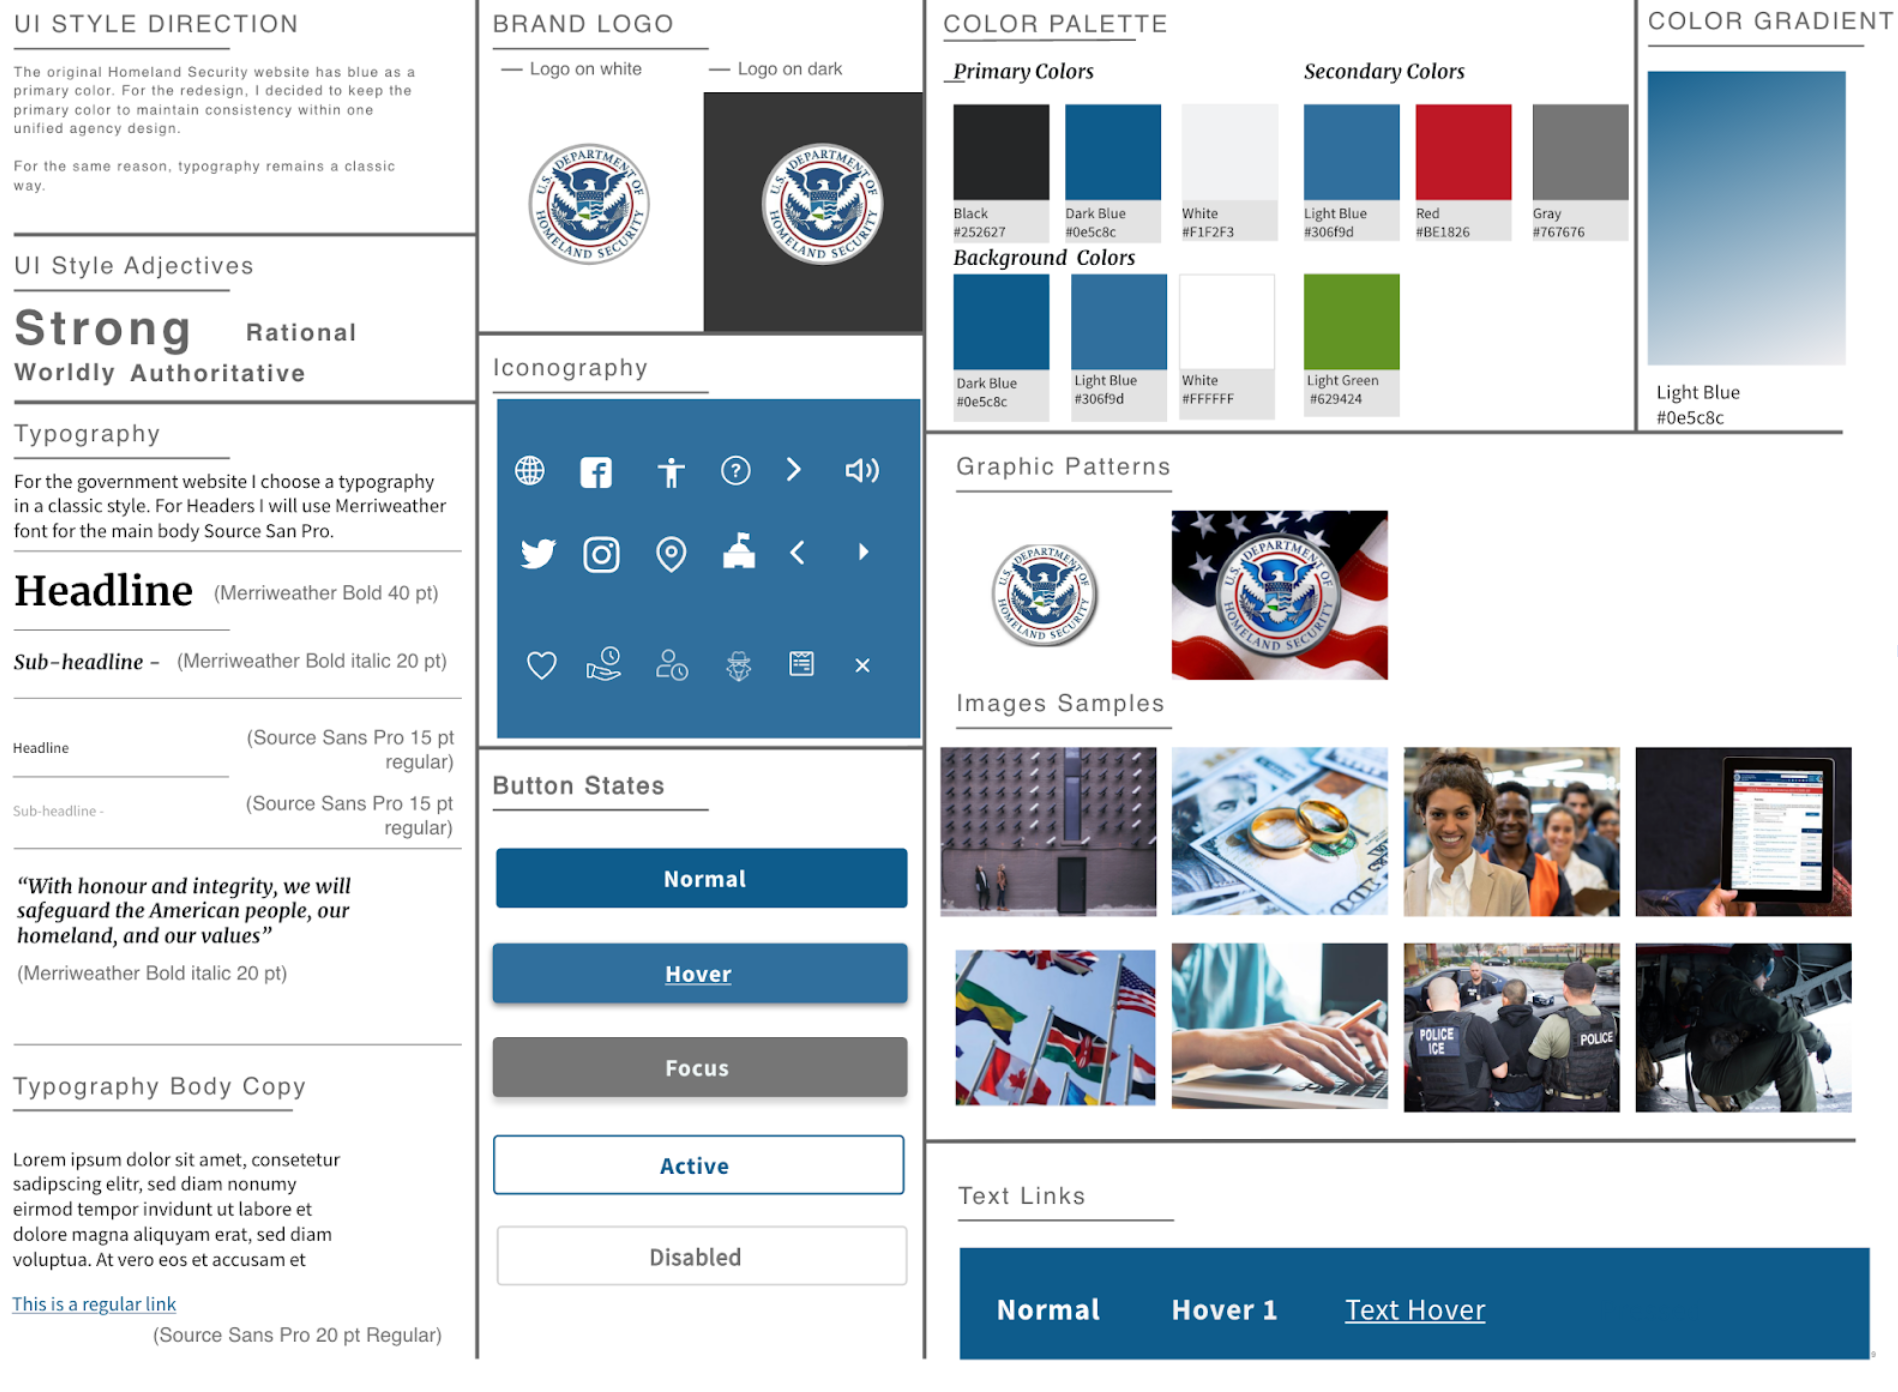 UI STYLE DIRECTION
The original Homeland Security website has blue as a
primary color. For the redesign, I decided to keep the
primary color to maintain consistency within one
unified agency design.
For the same reason, typography remains a classic
way.
UI Style Adjectives
Strong Rational
Worldly Authoritative
Typography
For the government website I choose a typography
in a classic style. For Headers I will use Merriweather
font for the main body Source San Pro.
Headline (Merriweather Bold 40 pt)
Sub-headline - (Merriweather Bold italic 20 pt)
Headline (Source Sans Pro 15 pt
regular)
Sub-headline - (Source Sans Pro 15 pt
regular)
“With honour and integrity, we will
safeguard the American people, our
homeland, and our values”
(Merriweather Bold italic 20 pt)
Typography Body Copy
Lorem ipsum dolor sit amet, consetetur
sadipscing elitr, sed diam nonumy
eirmod tempor invidunt ut labore et
dolore magna aliquyam erat, sed diam
voluptua. At vero eos et accusam et
This is a regular link
(Source Sans Pro 20 pt Regular)
BRAND LOGO
— Logo on white — Logo on dark
U.S. DEPARTMENT OF
HOMELAND SECURITY
U.S. DEPARTMENT OF
HOMELAND SECURITY
Iconography
Button States
Normal
Hover
Focus
Active
Disabled
COLOR PALETTE
Primary Colors
Black
#252627
Dark Blue
#0e5c8c
White
#F1F2F3
Secondary Colors
Light Blue
#306f9d
Red
#BE1826
Gray
#767676
Background Colors
Dark Blue
#0e5c8c
Light Blue
#306f9d
White
#FFFFFF
Light Green
#629424
COLOR GRADIENT
Light Blue
#0e5c8c
Graphic Patterns
U.S. DEPARTMENT OF
HOMELAND SECURITY
U.S. DEPARTMENT OF
HOMELAND SECURITY
Images Samples
POLICE
ICE
POLICE
Text Links
Normal Hover 1 Text Hover
9